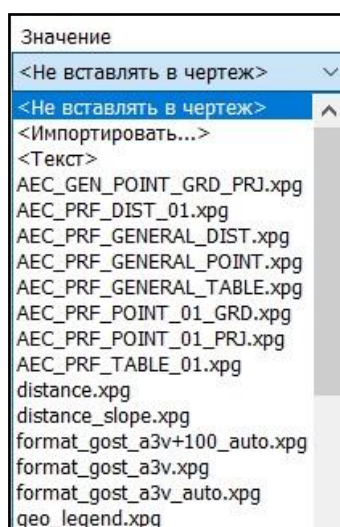 Значение
<Не вставлять в чертеж>
<Не вставлять в чертеж>
<Импортировать...>
<Текст>
AEC_GEN_POINT_GRD_PRJ.xpg
AEC_PRF_DIST_01.xpg
AEC_PRF_GENERAL_DIST.xpg
AEC_PRF_GENERAL_POINT.xpg
AEC_PRF_GENERAL_TABLE.xpg
AEC_PRF_POINT_01_GRD.xpg
AEC_PRF_POINT_01_PRJ.xpg
AEC_PRF_TABLE_01.xpg
distance.xpg
distance_slope.xpg
format_gost_a3v+100_auto.xpg
format_gost_a3v.xpg
format_gost_a3v_auto.xpg
geo_legend.xpg